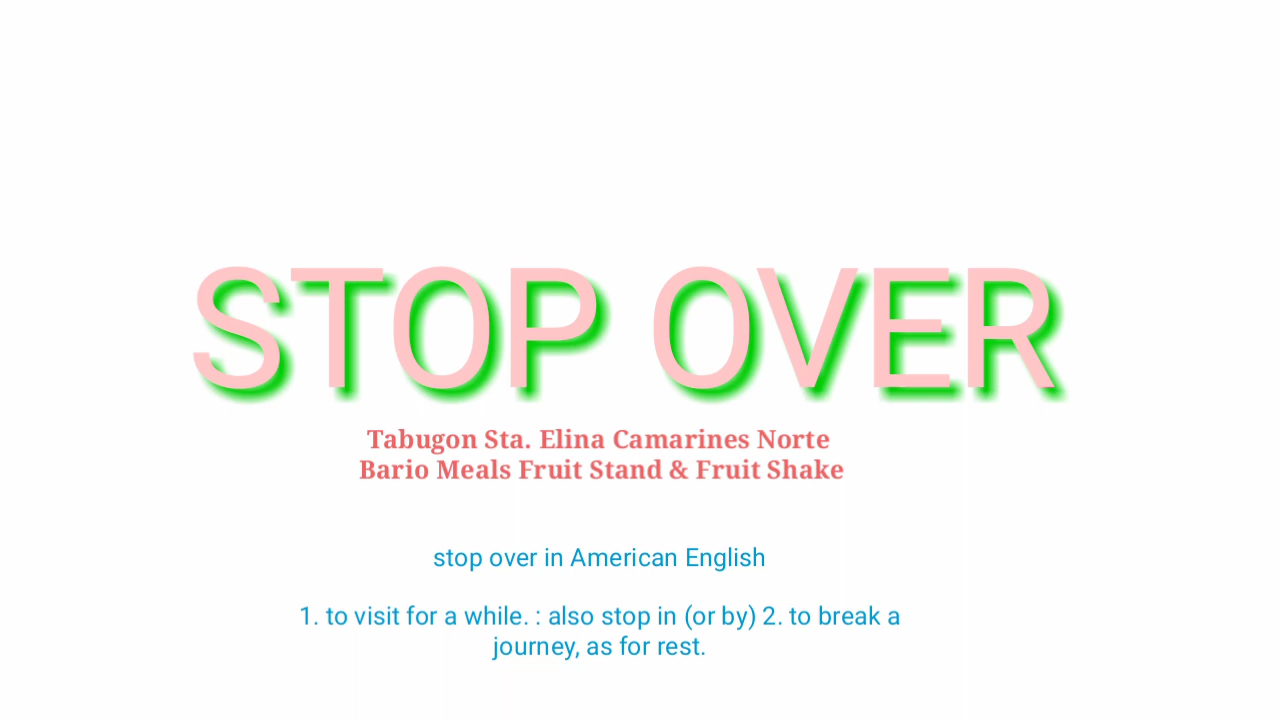 STOP OVER
Tabugon Sta. Elina Camarines Norte
Bario Meals Fruit Stand & Fruit Shake
stop over in American English
1. to visit for a while. : also stop in (or by) 2. to break a
journey, as for rest.